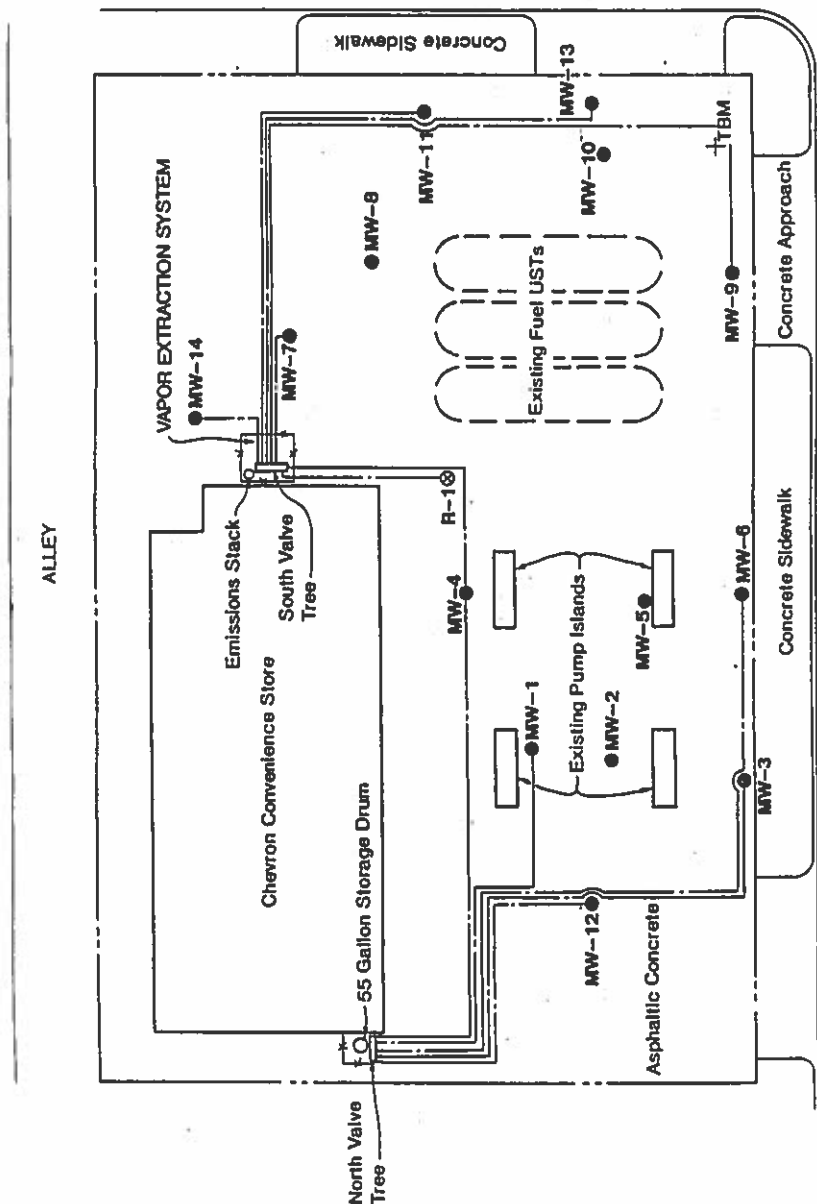 ALLEY
VAPOR EXTRACTION SYSTEM
MW-14
Emissions Stack
South Valve
Tree
Chevron Convenience Store
55 Gallon Storage Drum
North Valve
Tree
Concrete Sidewalk
MW-11
MW-13
MW-8
MW-7
MW-10
TBM
R-1
MW-4
Existing Fuel USTs
MW-9
Concrete Approach
MW-1
Existing Pump Islands
MW-2
MW-5
MW-6
MW-3
MW-12
Asphaltic Concrete
Concrete Sidewalk